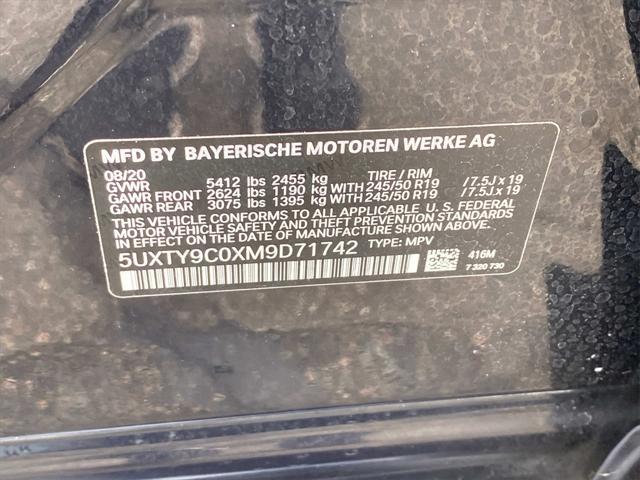 MFD BY BAYERISCHE MOTOREN WERKE AG
08/20 TIRE / RIM
GVWR 5412 lbs 2455 kg
GAWR FRONT 2624 lbs 1190 kg WITH 245/50 R19 /7.5J x 19
GAWR REAR 3075 lbs 1395 kg WITH 245/50 R19 /7.5J x 19
THIS VEHICLE CONFORMS TO ALL APPLICABLE U.S. FEDERAL
MOTOR VEHICLE SAFETY AND THEFT PREVENTION STANDARDS
IN EFFECT ON THE DATE OF MANUFACTURE SHOWN ABOVE.
5UXTY9C0XM9D71742 TYPE: MPV
416M
7 320 730